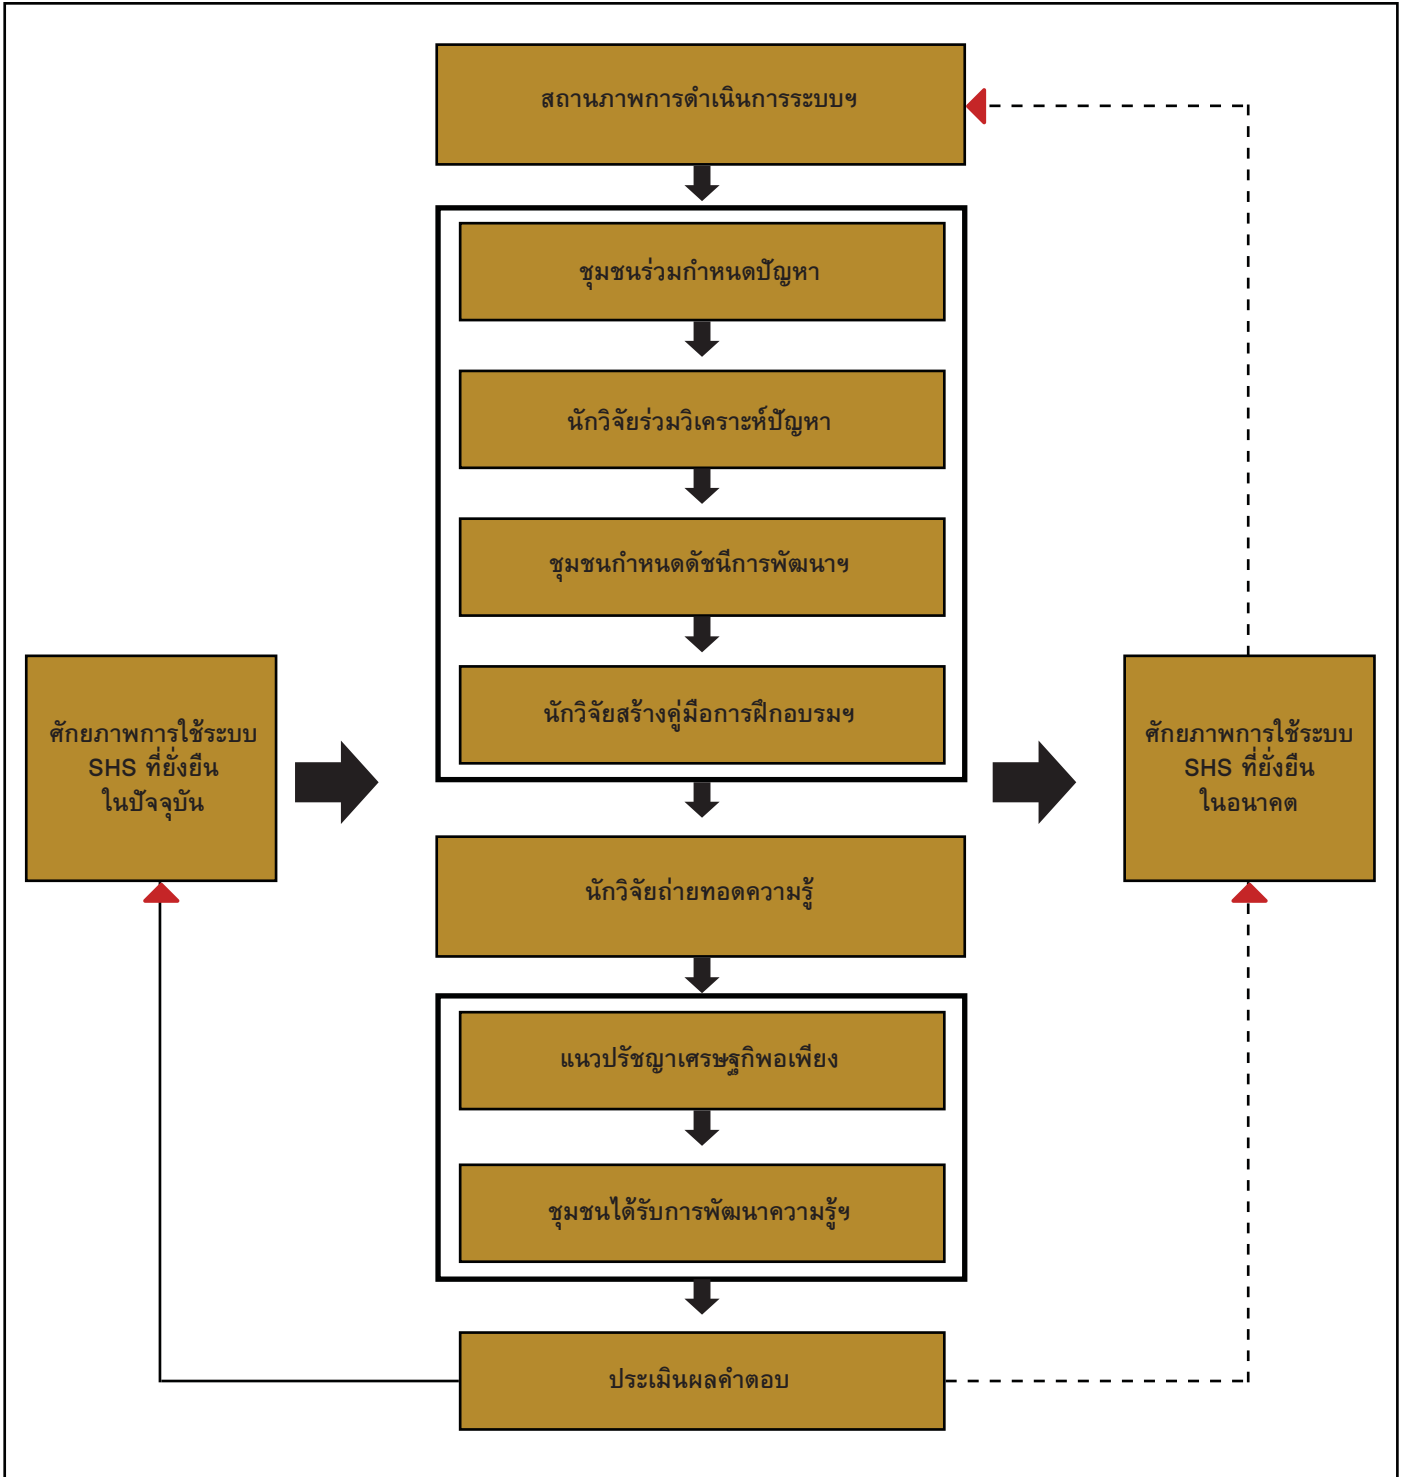 สถานภาพการดำเนินการระบบฯ
ชุมชนร่วมกำหนดปัญหา
นักวิจัยร่วมวิเคราะห์ปัญหา
ชุมชนกำหนดดัชนีการพัฒนาฯ
นักวิจัยสร้างคู่มือการฝึกอบรมฯ
ศักยภาพการใช้ระบบ
SHS ที่ยั่งยืน
ในปัจจุบัน
ศักยภาพการใช้ระบบ
SHS ที่ยั่งยืน
ในอนาคต
นักวิจัยถ่ายทอดความรู้
แนวปรัชญาเศรษฐกิพอเพียง
ชุมชนได้รับการพัฒนาความรู้ฯ
ประเมินผลคำตอบ